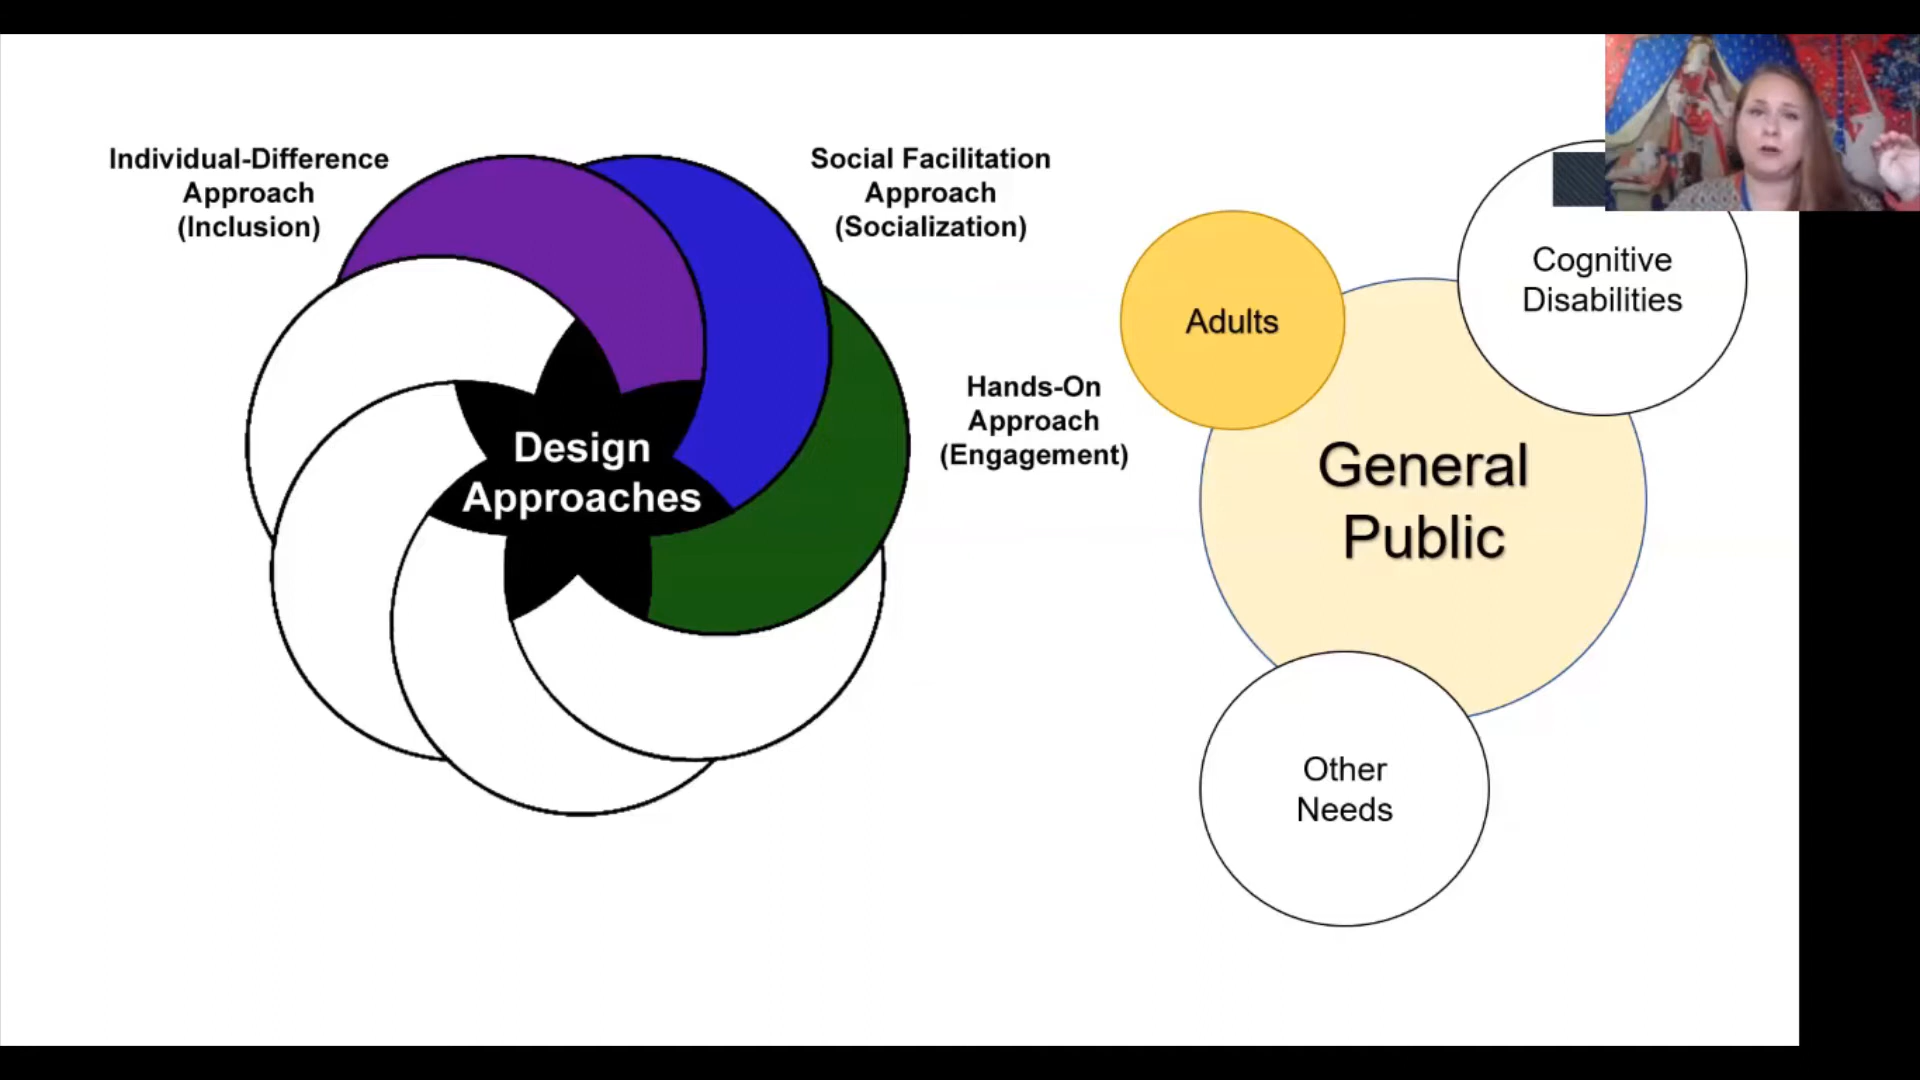 Individual-Difference
Approach
(Inclusion)
Social Facilitation
Approach
(Socialization)
Hands-On
Approach
(Engagement)
Design
Approaches
Adults
Cognitive
Disabilities
General
Public
Other
Needs